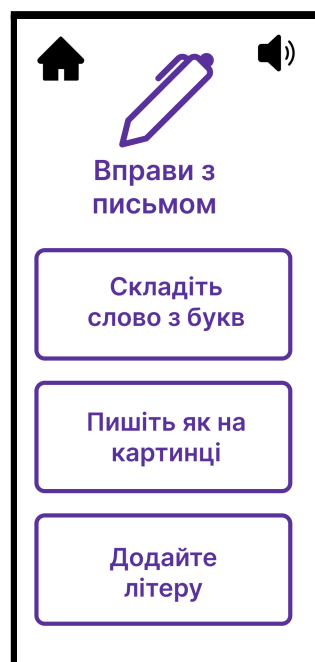 Вправи з
письмом
Складіть
слово з букв
Пишіть як на
картинці
Додайте
літеру